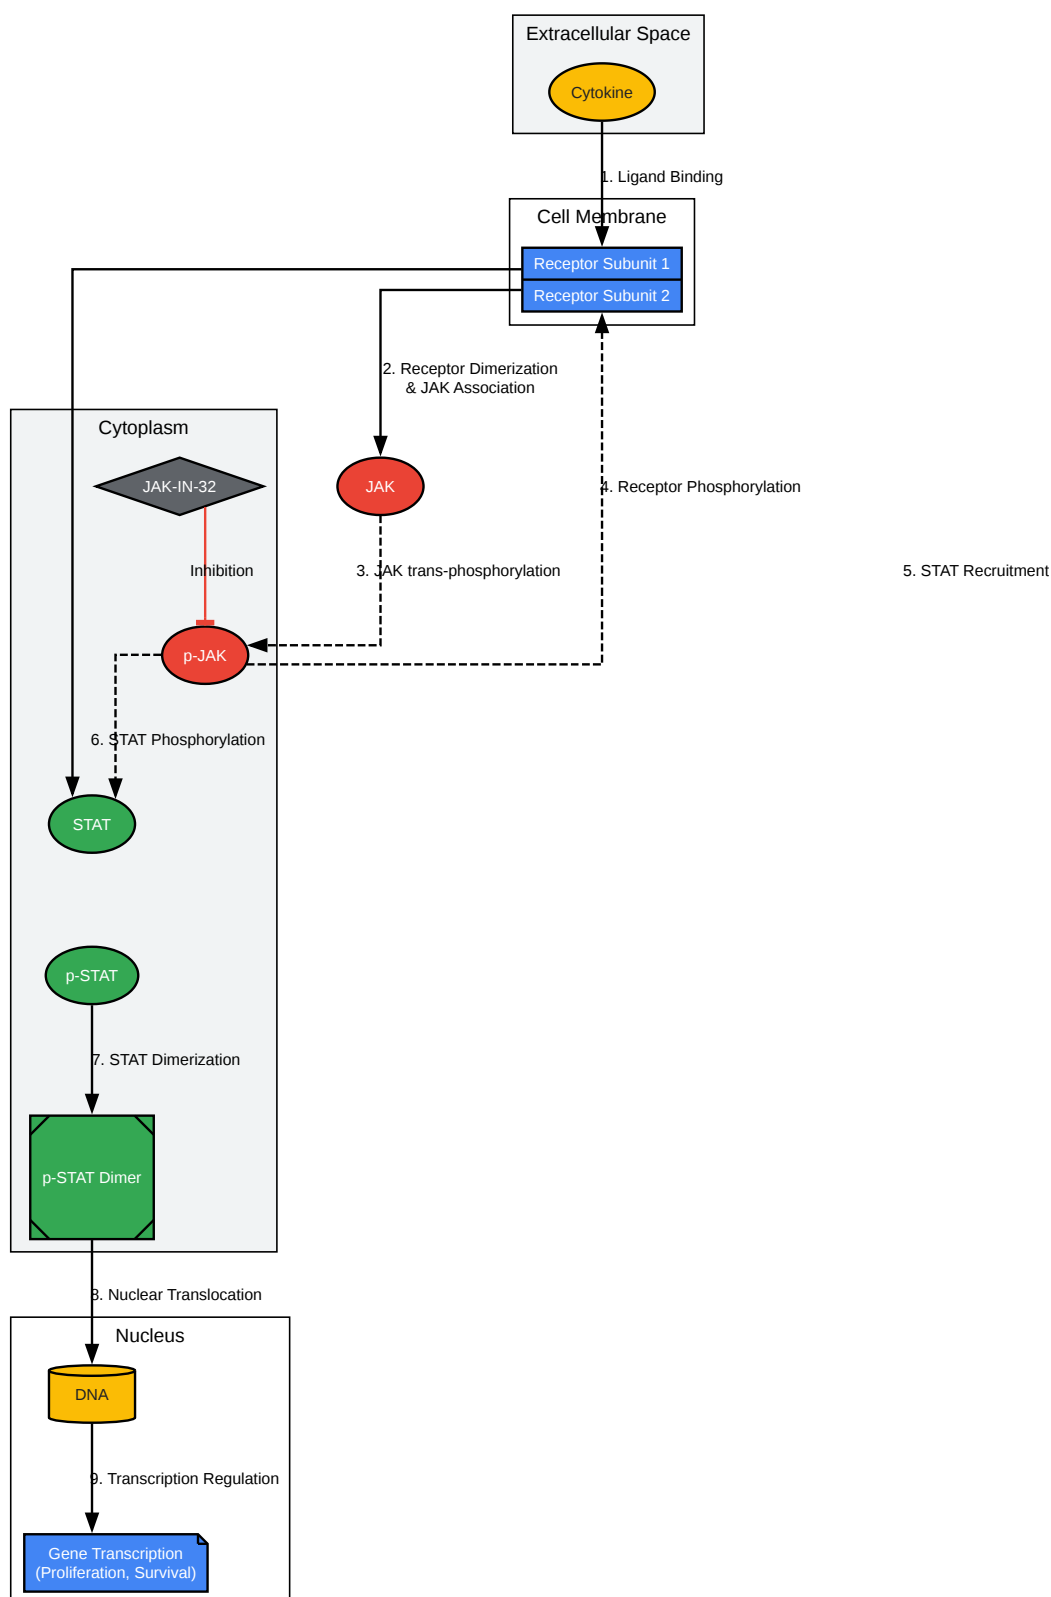 Extracellular Space
Cytokine
1. Ligand Binding
Cell Membrane
Receptor Subunit 1
Receptor Subunit 2
2. Receptor Dimerization
& JAK Association
Cytoplasm
JAK-IN-32
JAK
4. Receptor Phosphorylation
Inhibition
3. JAK trans-phosphorylation
5. STAT Recruitment
p-JAK
6. STAT Phosphorylation
STAT
p-STAT
7. STAT Dimerization
p-STAT Dimer
8. Nuclear Translocation
Nucleus
DNA
9. Transcription Regulation
Gene Transcription
(Proliferation, Survival)